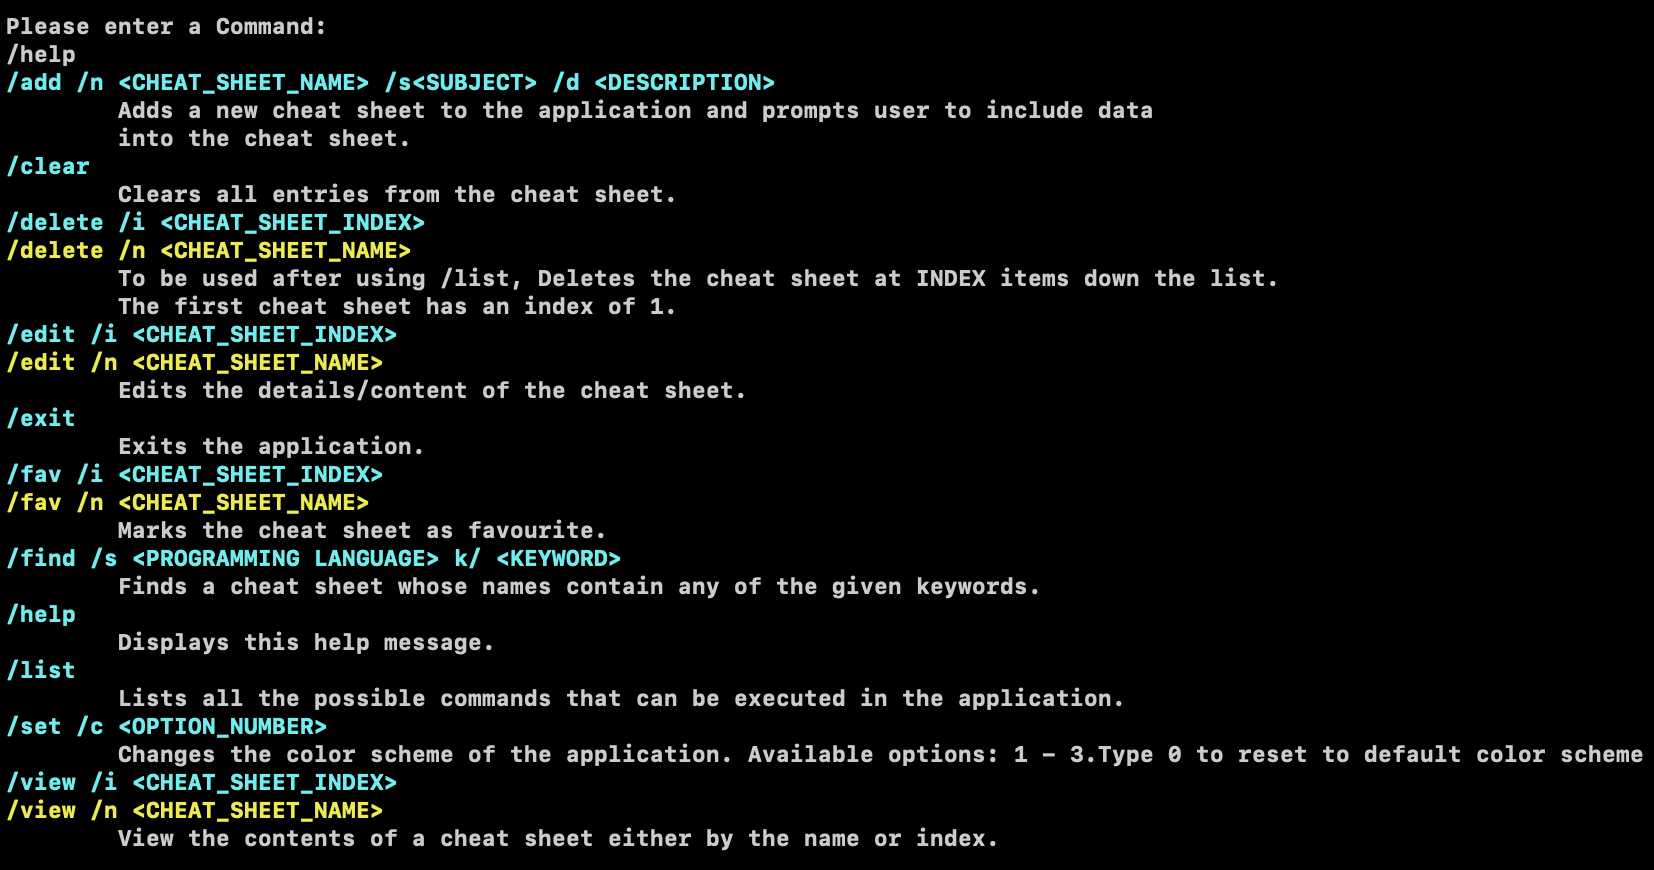 Please enter a Command:
/help
/add /n <CHEAT_SHEET_NAME> /s<SUBJECT> /d <DESCRIPTION>
Adds a new cheat sheet to the application and prompts user to include data
into the cheat sheet.
/clear
Clears all entries from the cheat sheet.
/delete /i <CHEAT_SHEET_INDEX>
/delete /n <CHEAT_SHEET_NAME>
To be used after using /list, Deletes the cheat sheet at INDEX items down the list.
The first cheat sheet has an index of 1.
/edit /i <CHEAT_SHEET_INDEX>
/edit /n <CHEAT_SHEET_NAME>
Edits the details/content of the cheat sheet.
/exit
Exits the application.
/fav /i <CHEAT_SHEET_INDEX>
/fav /n <CHEAT_SHEET_NAME>
Marks the cheat sheet as favourite.
/find /s <PROGRAMMING LANGUAGE> k/ <KEYWORD>
Finds a cheat sheet whose names contain any of the given keywords.
/help
Displays this help message.
/list
Lists all the possible commands that can be executed in the application.
/set /c <OPTION_NUMBER>
Changes the color scheme of the application. Available options: 1 – 3.Type 0 to reset to default color scheme
/view /i <CHEAT_SHEET_INDEX>
/view /n <CHEAT_SHEET_NAME>
View the contents of a cheat sheet either by the name or index.